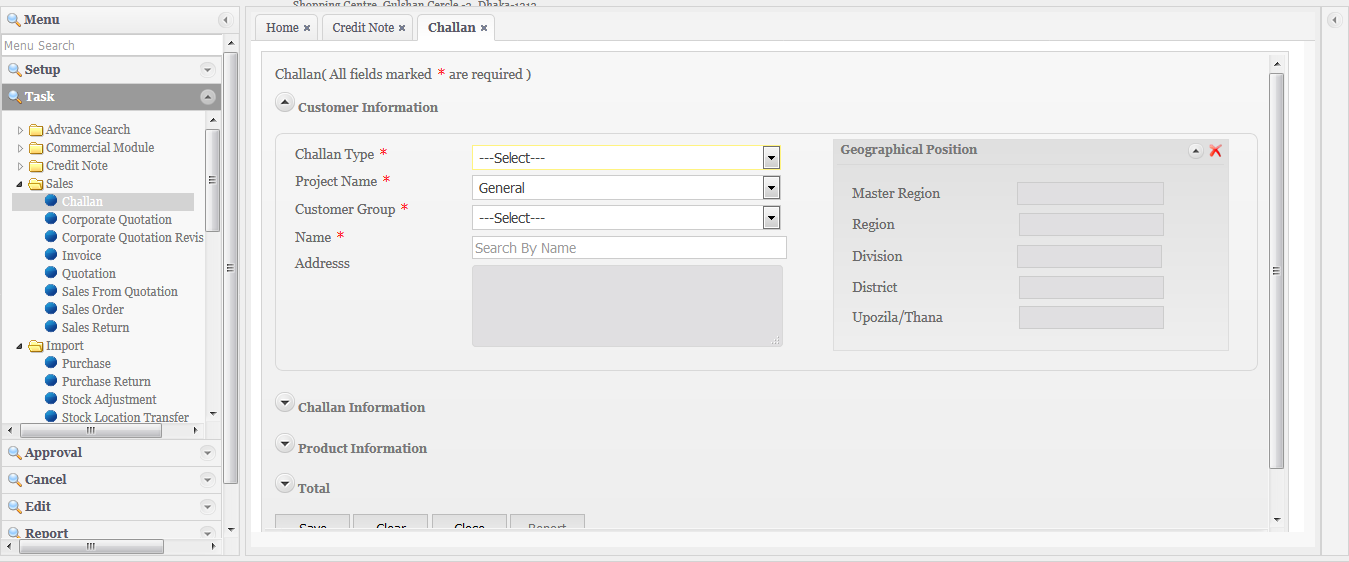 Shopping Centre, Gulshan Cercle -2, Dhaka-1212
Menu
Menu Search
Setup
Task
Advance Search
Commercial Module
Credit Note
Sales
Challan
Corporate Quotation
Corporate Quotation Revis
Invoice
Quotation
Sales From Quotation
Sales Order
Sales Return
Import
Purchase
Purchase Return
Stock Adjustment
Stock Location Transfer
Approval
Cancel
Edit
Report
Home × Credit Note × Challan ×
Challan( All fields marked * are required )
Customer Information
Challan Type * ---Select---
Project Name * General
Customer Group * ---Select---
Name * Search By Name
Addresss
Geographical Position
Master Region
Region
Division
District
Upozila/Thana
Challan Information
Product Information
Total
Save Clear Close Report